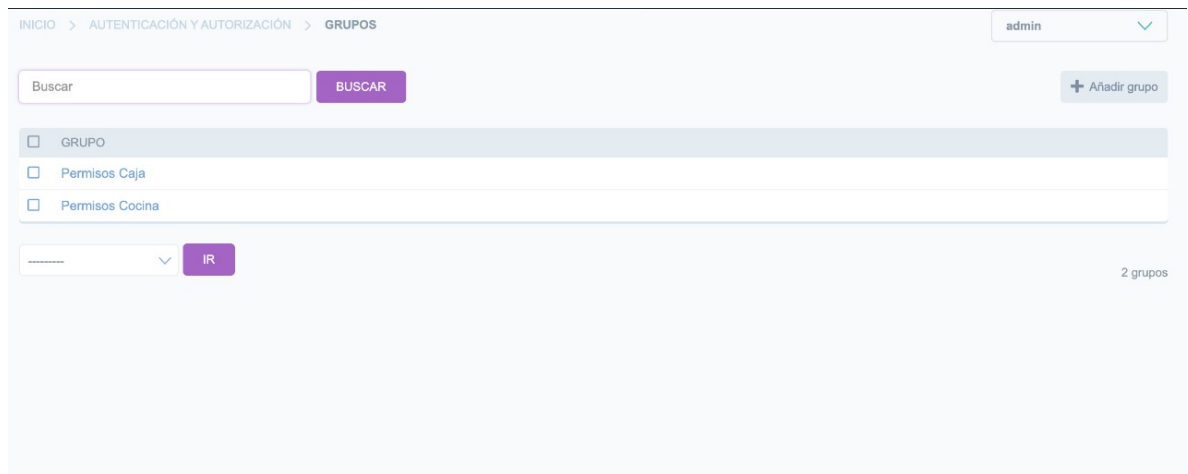 INICIO > AUTENTICACIÓN Y AUTORIZACIÓN > GRUPOS
admin
Buscar
BUSCAR
Añadir grupo
GRUPO
Permisos Caja
Permisos Cocina
---------
IR
2 grupos